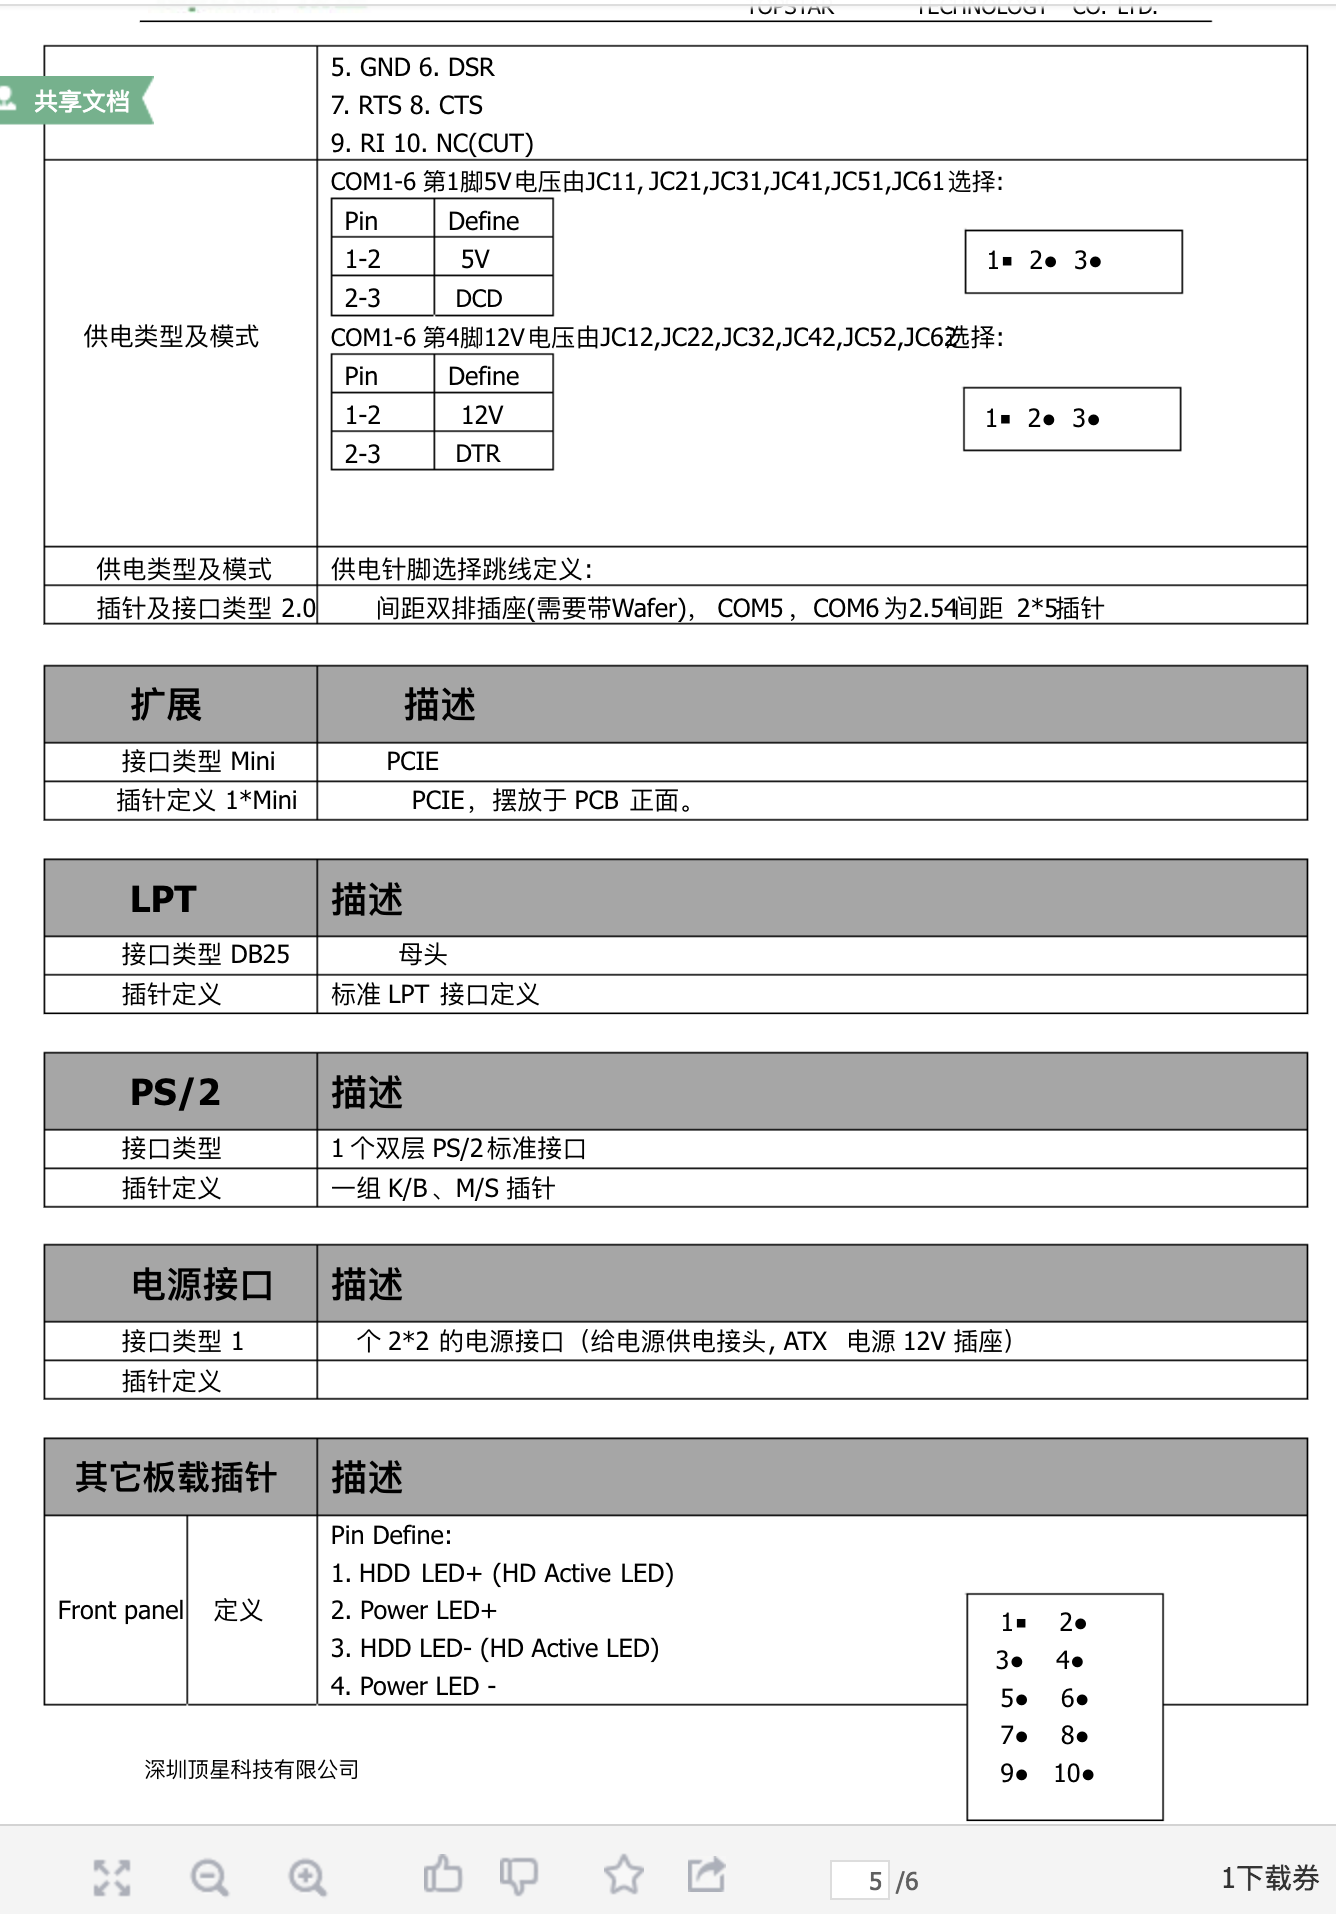 TOPSTAR TECHNOLOGY CO. LTD.
5. GND 6. DSR
共享文档
7. RTS 8. CTS
9. RI 10. NC(CUT)
供电类型及模式
COM1-6 第1脚5V电压由JC11, JC21,JC31,JC41,JC51,JC61选择:
Pin Define
1-2 5V
2-3 DCD
1 2 3
COM1-6 第4脚12V电压由JC12,JC22,JC32,JC42,JC52,JC62选择:
Pin Define
1-2 12V
2-3 DTR
1 2 3
供电类型及模式 供电针脚选择跳线定义:
插针及接口类型 2.0 间距双排插座(需要带Wafer), COM5, COM6为2.54间距 2*5插针
扩展 描述
接口类型 Mini PCIE
插针定义 1*Mini PCIE，摆放于 PCB 正面。
LPT 描述
接口类型 DB25 母头
插针定义 标准 LPT 接口定义
PS/2 描述
接口类型 1个双层 PS/2标准接口
插针定义 一组 K/B、M/S 插针
电源接口 描述
接口类型 1 个 2*2 的电源接口（给电源供电接头, ATX 电源 12V 插座）
插针定义
其它板载插针 描述
Front panel 定义
Pin Define:
1. HDD LED+ (HD Active LED)
2. Power LED+
3. HDD LED- (HD Active LED)
4. Power LED -
1 2
3 4
5 6
7 8
9 10
深圳顶星科技有限公司
5 /6
1下载券